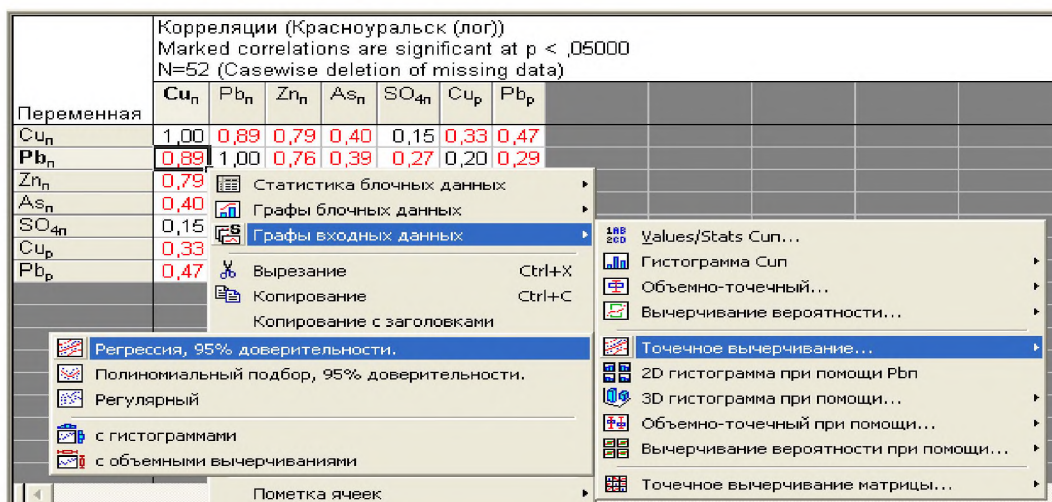 Корреляции (Красноуральск (лог))
Marked correlations are significant at p < ,05000
N=52 (Casewise deletion of missing data)
Переменная Cuп Pbп Znп Asп SO4п Cuр Pbр
Cuп 1,00 0,89 0,79 0,40 0,15 0,33 0,47
Pbп 0,89 1,00 0,76 0,39 0,27 0,20 0,29
Znп 0,79
Asп 0,40
SO4п 0,15
Cuр 0,33
Pbр 0,47
Статистика блочных данных
Графы блочных данных
Графы входных данных
Вырезание Ctrl+X
Копирование Ctrl+C
Копирование с заголовками
Пометка ячеек
Values/Stats Cuп...
Гистограмма Cuп
Объемно-точечный...
Вычерчивание вероятности...
Точечное вычерчивание...
2D гистограмма при помощи Pbп
3D гистограмма при помощи...
Объемно-точечный при помощи...
Вычерчивание вероятности при помощи...
Точечное вычерчивание матрицы...
Регрессия, 95% доверительности.
Полиномиальный подбор, 95% доверительности.
Регулярный
с гистограммами
с объемными вычерчиваниями